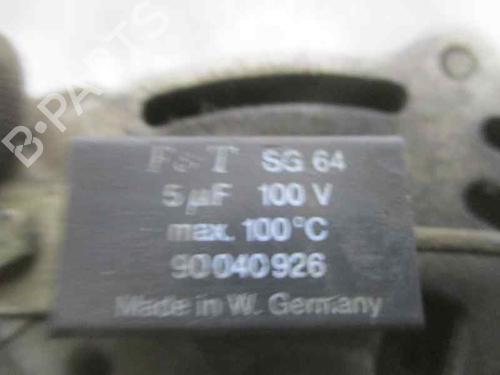 B-PARTS
F&T SG 64
5 µF 100 V
max. 100°C
90040926
Made in W. Germany